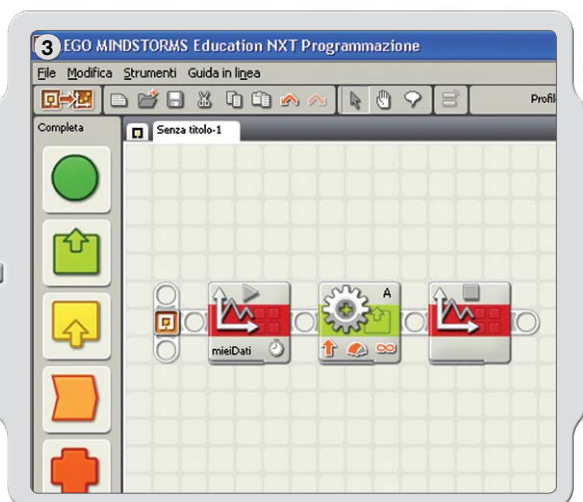 3
EGO MINDSTORMS Education NXT Programmazione
File Modifica Strumenti Guida in linea
Profil
Completa
Senza titolo-1
A
mieiDati